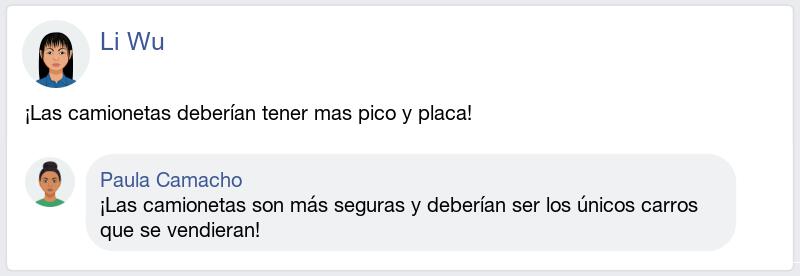 Li Wu
¡Las camionetas deberían tener mas pico y placa!
Paula Camacho
¡Las camionetas son más seguras y deberían ser los únicos carros
que se vendieran!